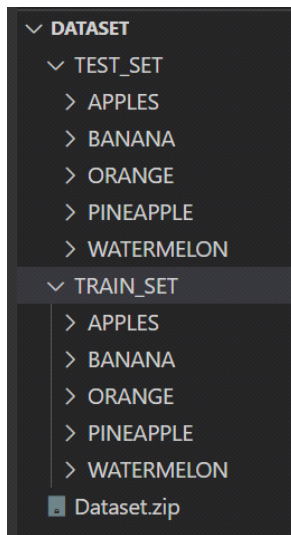 DATASET
TEST_SET
APPLES
BANANA
ORANGE
PINEAPPLE
WATERMELON
TRAIN_SET
APPLES
BANANA
ORANGE
PINEAPPLE
WATERMELON
Dataset.zip